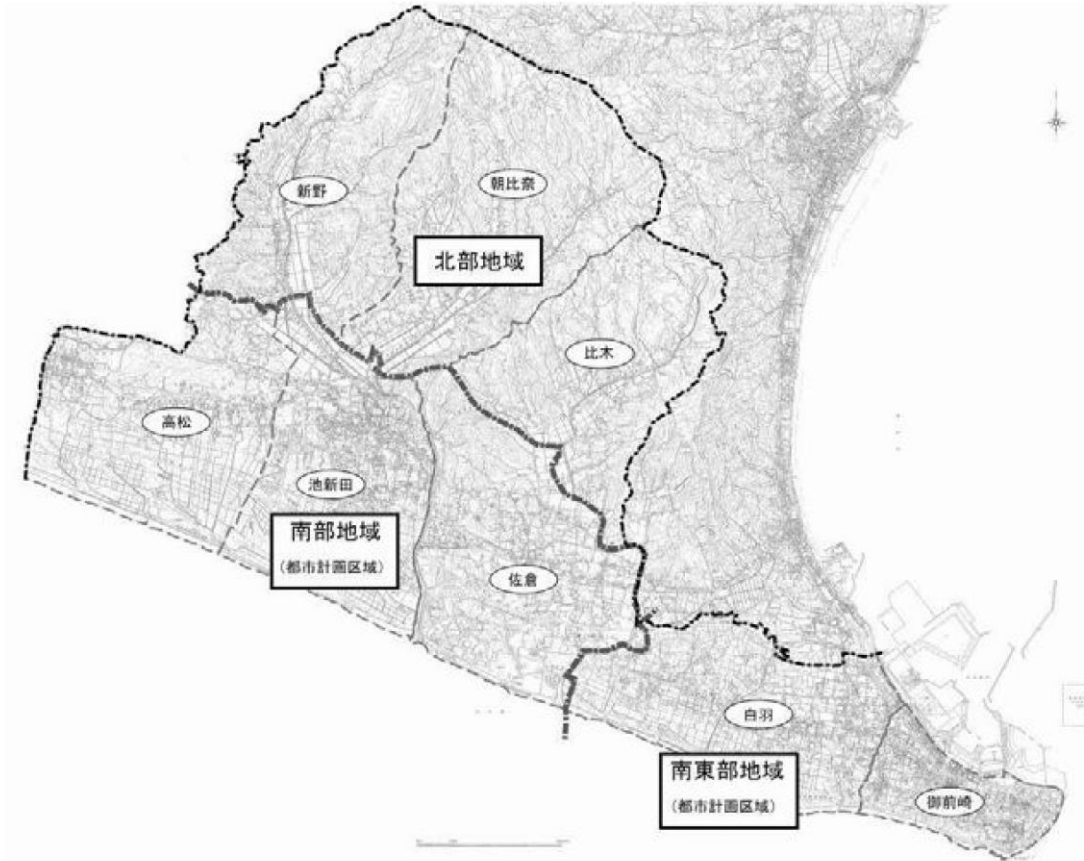 新野
朝比奈
北部地域
比木
高松
池新田
南部地域
(都市計画区域)
佐倉
白羽
南東部地域
(都市計画区域)
御前崎